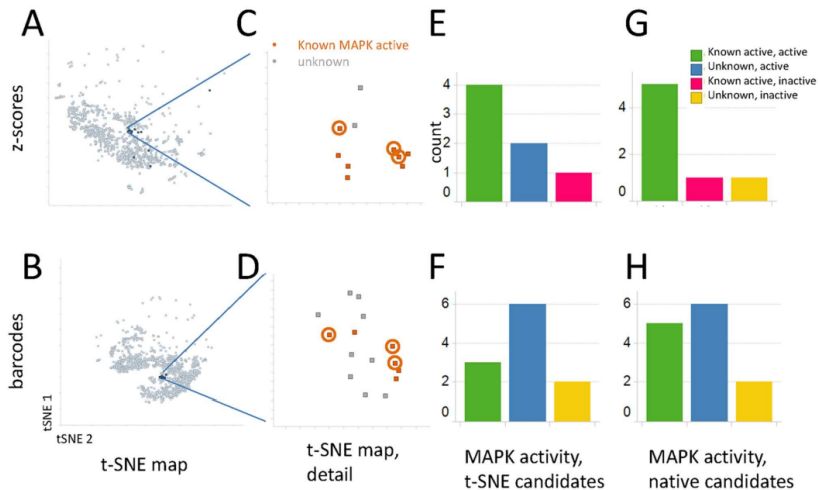 A
C
E
G
Known MAPK active
unknown
Known active, active
Unknown, active
Known active, inactive
Unknown, inactive
z-scores
count
4
3
2
1
0
4
2
0
B
D
F
H
barcodes
6
4
2
0
6
4
2
0
tSNE 1
tSNE 2
t-SNE map
t-SNE map,
detail
MAPK activity,
t-SNE candidates
MAPK activity,
native candidates